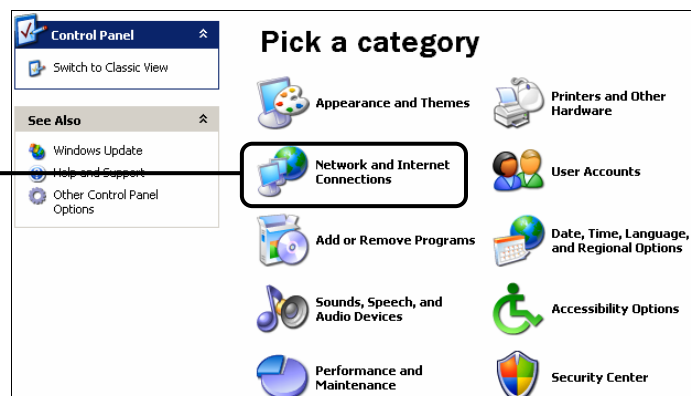 Control Panel
Switch to Classic View
See Also
Windows Update
Help and Support
Other Control Panel
Options
Pick a category
Appearance and Themes
Printers and Other
Hardware
Network and Internet
Connections
User Accounts
Add or Remove Programs
Date, Time, Language,
and Regional Options
Sounds, Speech, and
Audio Devices
Accessibility Options
Performance and
Maintenance
Security Center